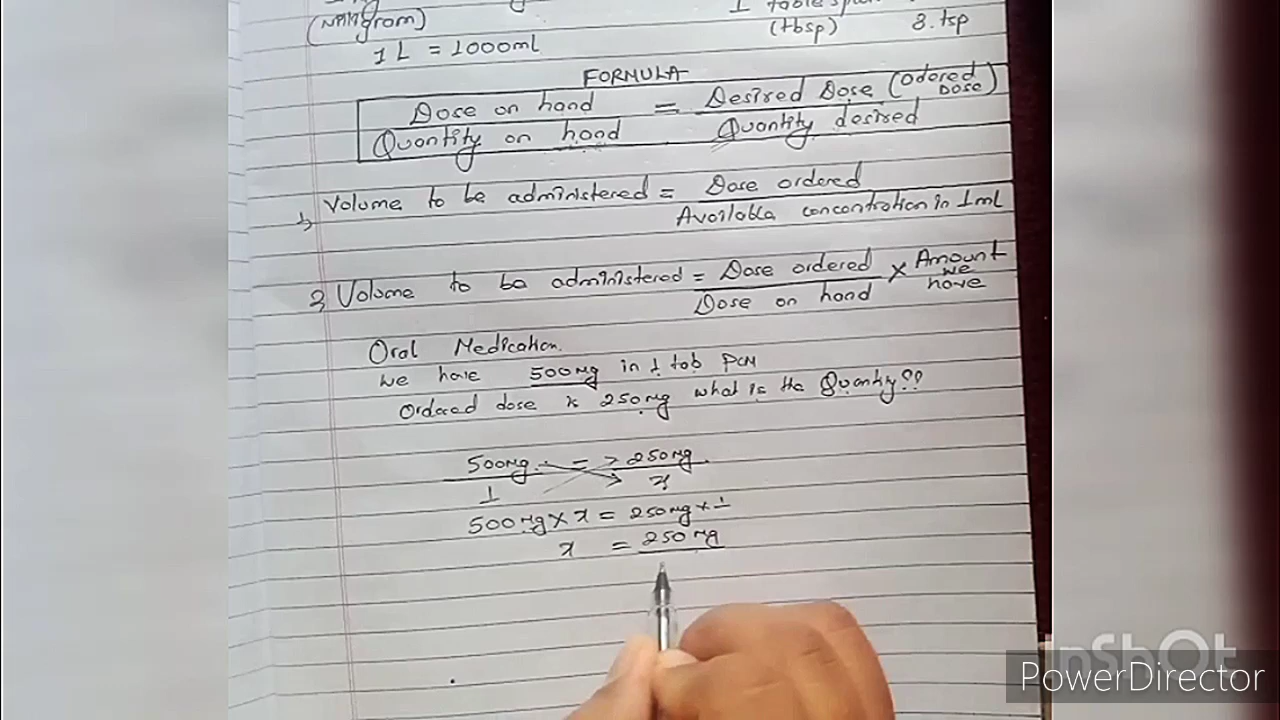 1 L = 1000ml
(tbsp) 3.tsp
FORMULA
Dose on hand = Desired Dose (Odered Dose)
Quantity on hand Quantity desired
Volume to be administered = Dose ordered
Available concentration in 1ml
2, Volume to be administered = Dose ordered × Amount we have
Dose on hand
Oral Medication.
we have 500mg in 1 tab PCM
Ordered dose is 250mg what is the Quantity??
500mg = 250mg
1 x
500mg × x = 250mg × 1
x = 250mg
InShOt
PowerDirector